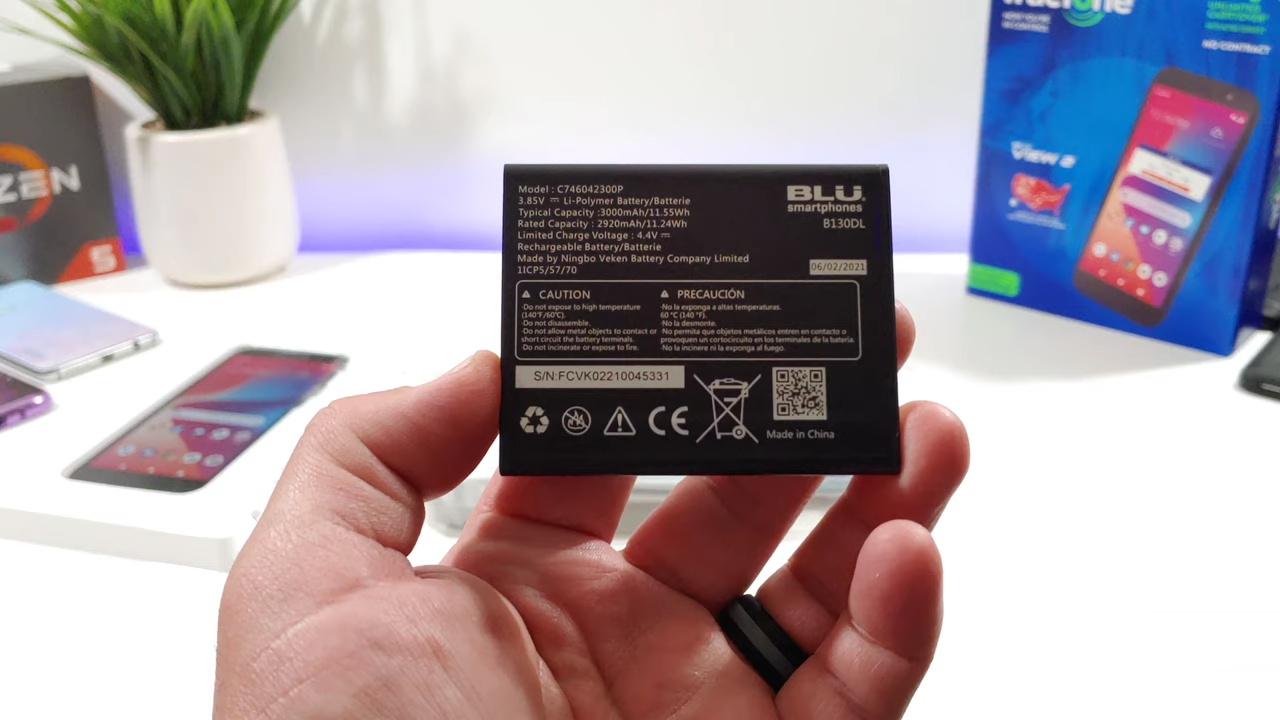 NO CONTRACT
VIEW 2
ZEN
5
Model : C746042300P
3.85V ⎓ Li-Polymer Battery/Batterie
Typical Capacity :3000mAh/11.55Wh
Rated Capacity : 2920mAh/11.24Wh
Limited Charge Voltage : 4.4V ⎓
Rechargeable Battery/Batterie
Made by Ningbo Veken Battery Company Limited
1ICP5/57/70
BLU
smartphones
B130DL
06/02/2021
CAUTION
·Do not expose to high temperature
(140°F/60°C).
·Do not disassemble.
·Do not allow metal objects to contact or
short circuit the battery terminals.
·Do not incinerate or expose to fire.
PRECAUCIÓN
·No la exponga a altas temperaturas.
60 °C (140 °F).
·No la desmonte.
·No permita que objetos metálicos entren en contacto o
provoquen un cortocircuito en los terminales de la batería.
·No la incinere ni la exponga al fuego.
S/N:FCVK02210045331
CE
Made in China